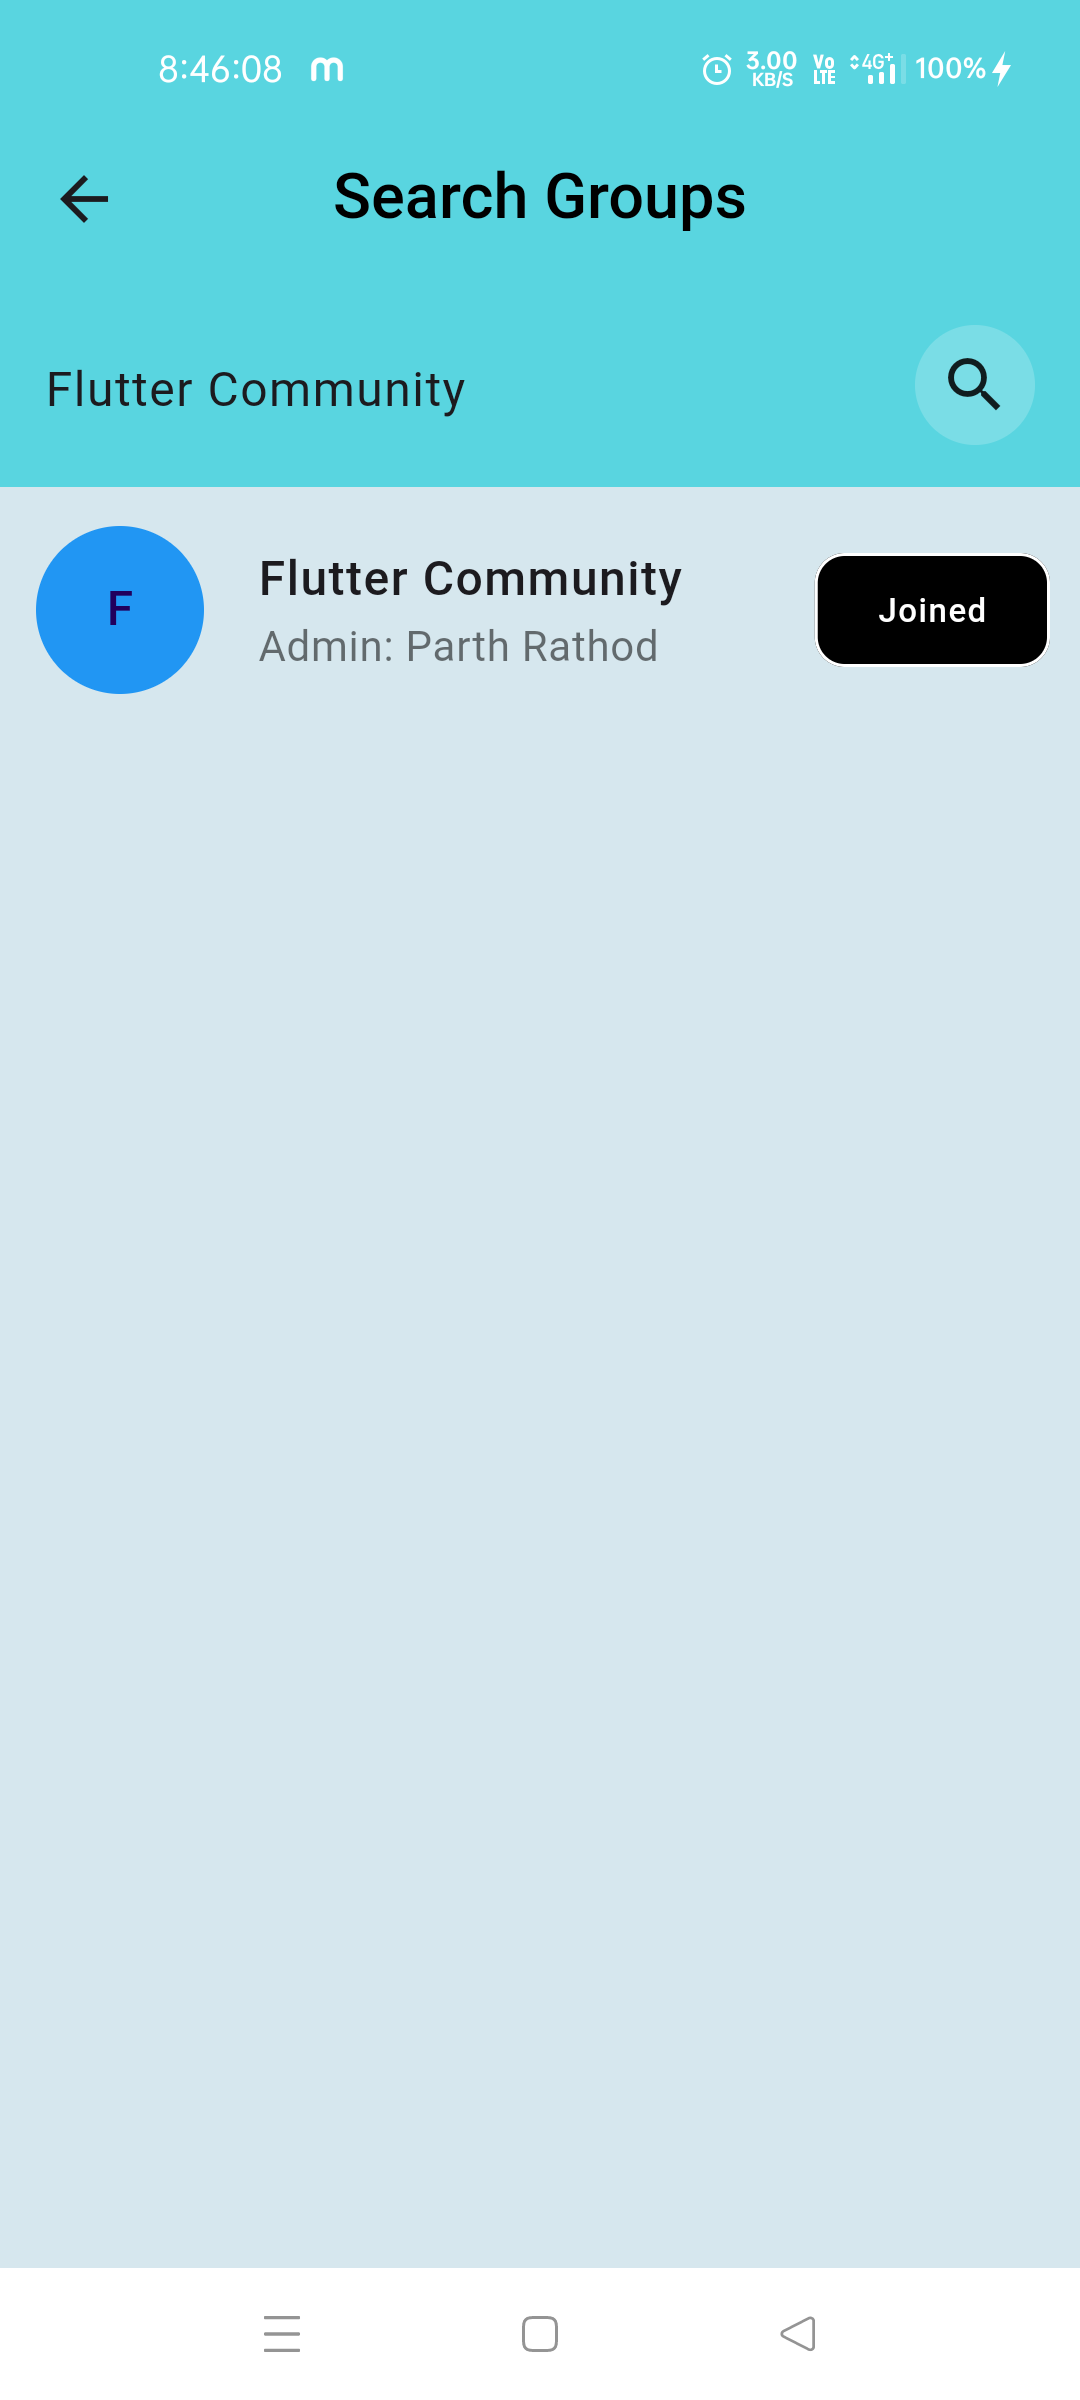 8:46:08 m 3.00 KB/S Vo LTE 4G+ 100%
Search Groups
Flutter Community
F
Flutter Community
Admin: Parth Rathod
Joined